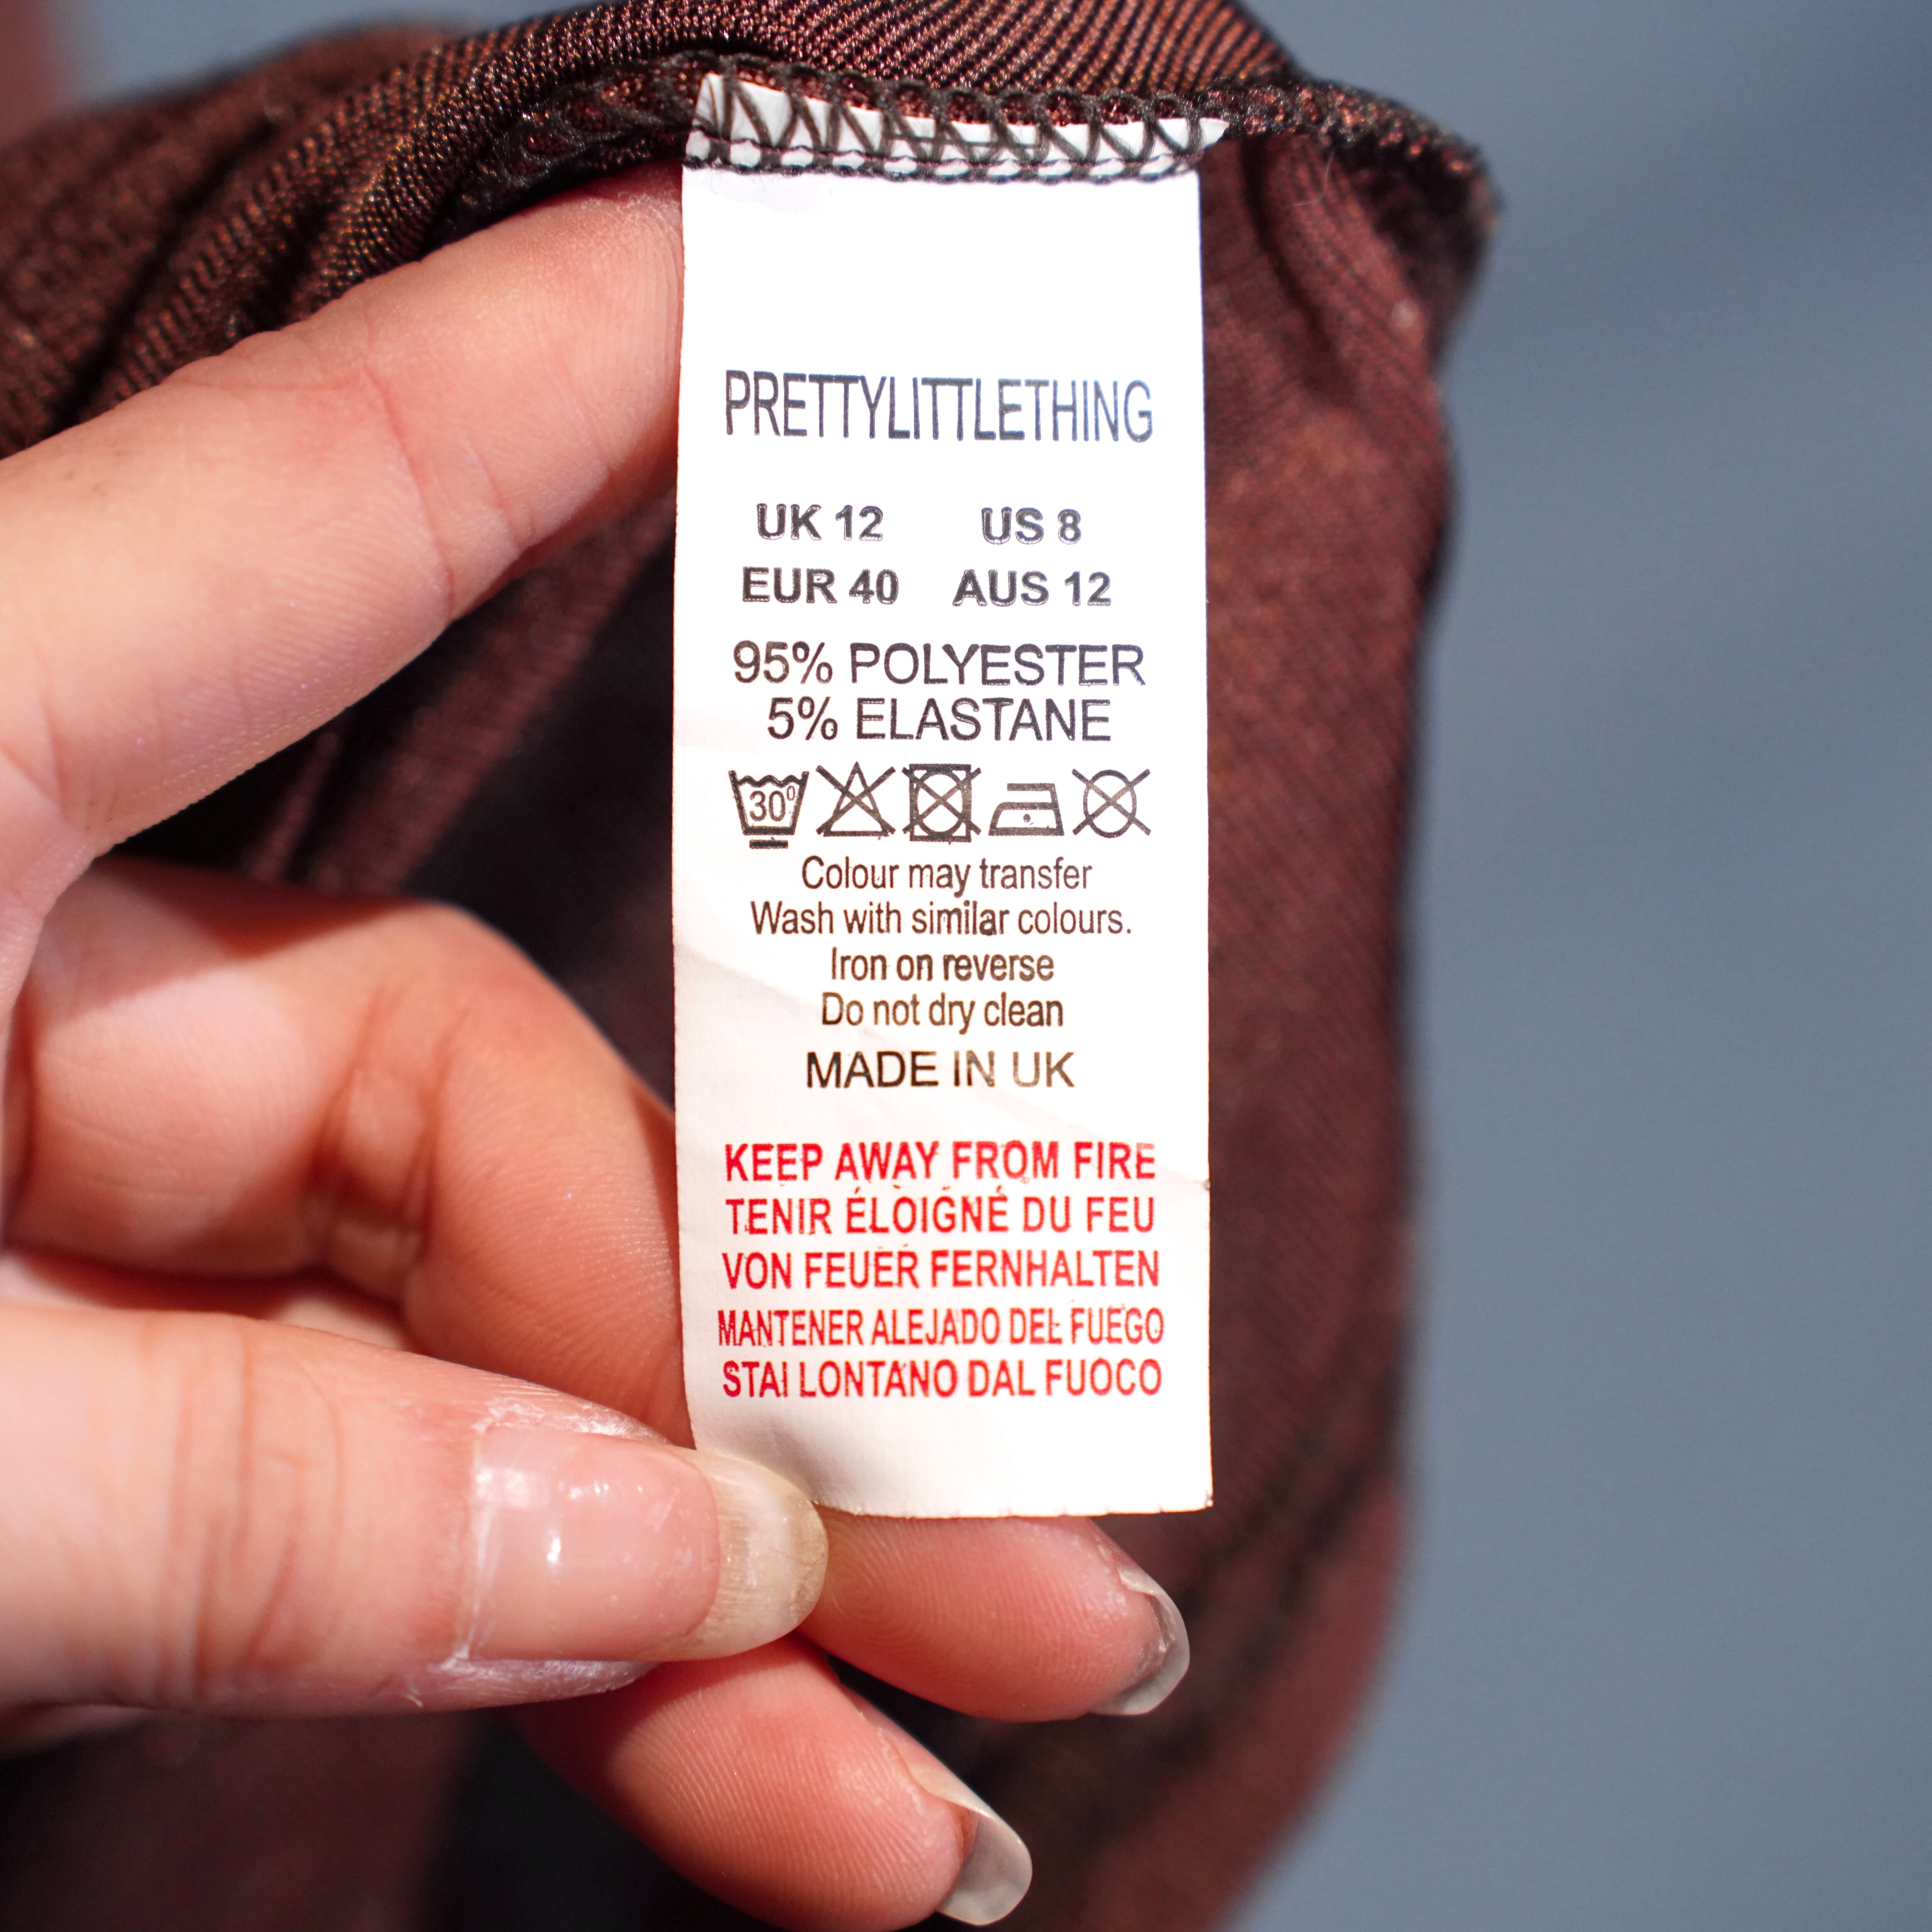 PRETTYLITTLETHING
UK 12 US 8
EUR 40 AUS 12
95% POLYESTER
5% ELASTANE
30°
Colour may transfer
Wash with similar colours.
Iron on reverse
Do not dry clean
MADE IN UK
KEEP AWAY FROM FIRE
TENIR ÉLOIGNÉ DU FEU
VON FEUER FERNHALTEN
MANTENER ALEJADO DEL FUEGO
STAI LONTANO DAL FUOCO